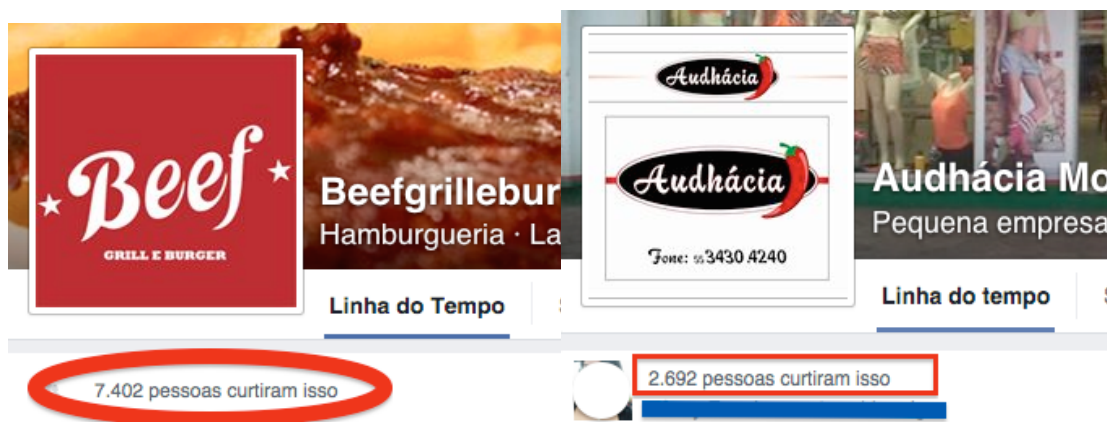 Beef
GRILL E BURGER
Beefgrillebur
Hamburgueria · La
Linha do Tempo
7.402 pessoas curtiram isso
Audhácia
Audhácia
Fone: 55 3430.4240
Audhácia Mo
Pequena empresa
Linha do tempo
2.692 pessoas curtiram isso